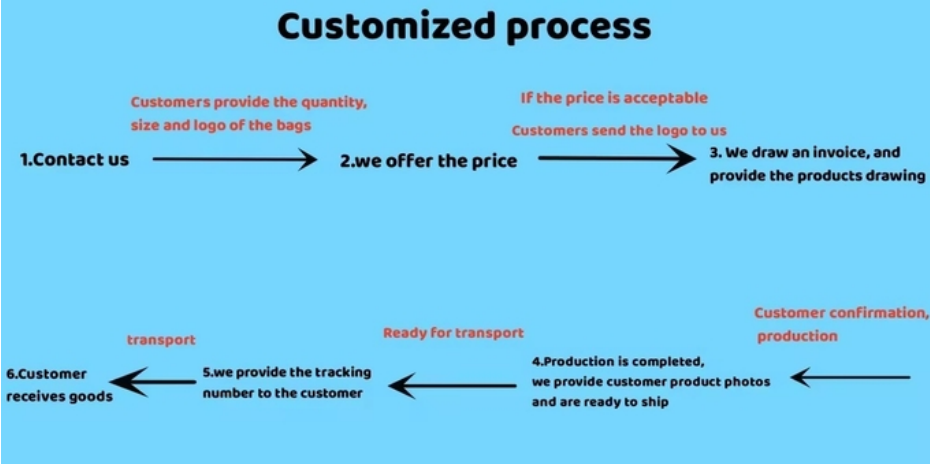 Customized process
Customers provide the quantity,
size and logo of the bags
If the price is acceptable
Customers send the logo to us
1.Contact us
2.we offer the price
3. We draw an invoice, and
provide the products drawing
Customer confirmation,
production
4.Production is completed,
we provide customer product photos
and are ready to ship
Ready for transport
5.we provide the tracking
number to the customer
transport
6.Customer
receives goods